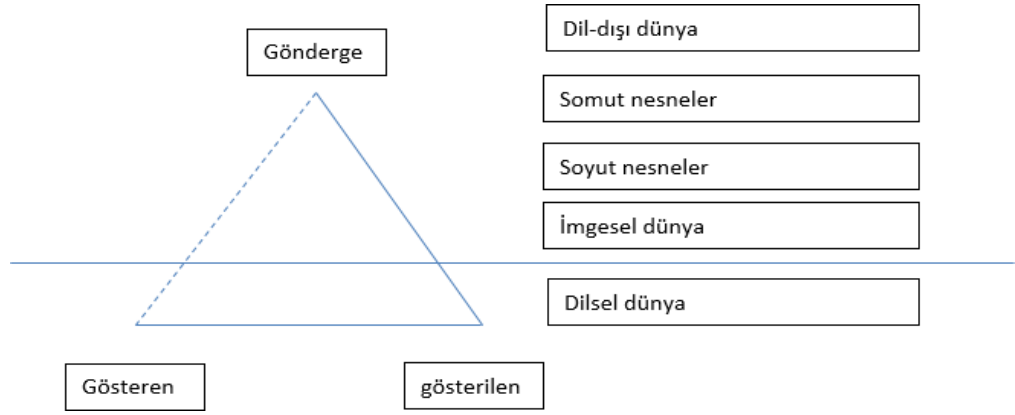 Gönderge
Dil-dışı dünya
Somut nesneler
Soyut nesneler
İmgesel dünya
Dilsel dünya
Gösteren
gösterilen